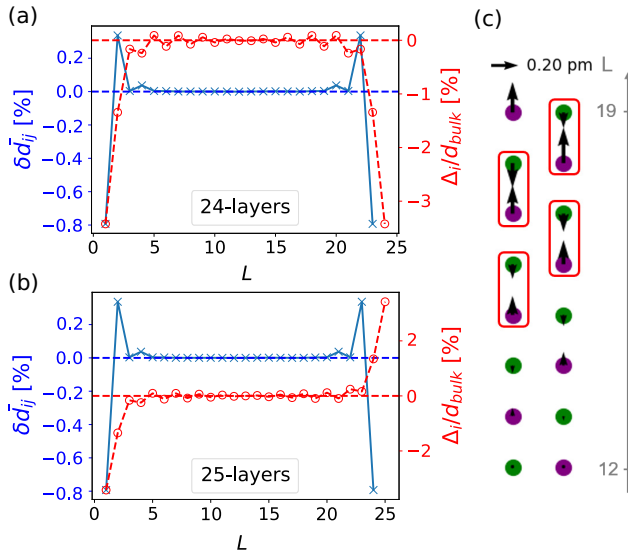 (a)
0.2
0.0
−0.2
−0.4
−0.6
−0.8
δd̄ij [%]
0
−1
−2
−3
Δi/dbulk [%]
24-layers
0 5 10 15 20 25
L
(b)
0.2
0.0
−0.2
−0.4
−0.6
−0.8
δd̄ij [%]
2
0
−2
Δi/dbulk [%]
25-layers
0 5 10 15 20 25
L
(c)
0.20 pm
L
19
12